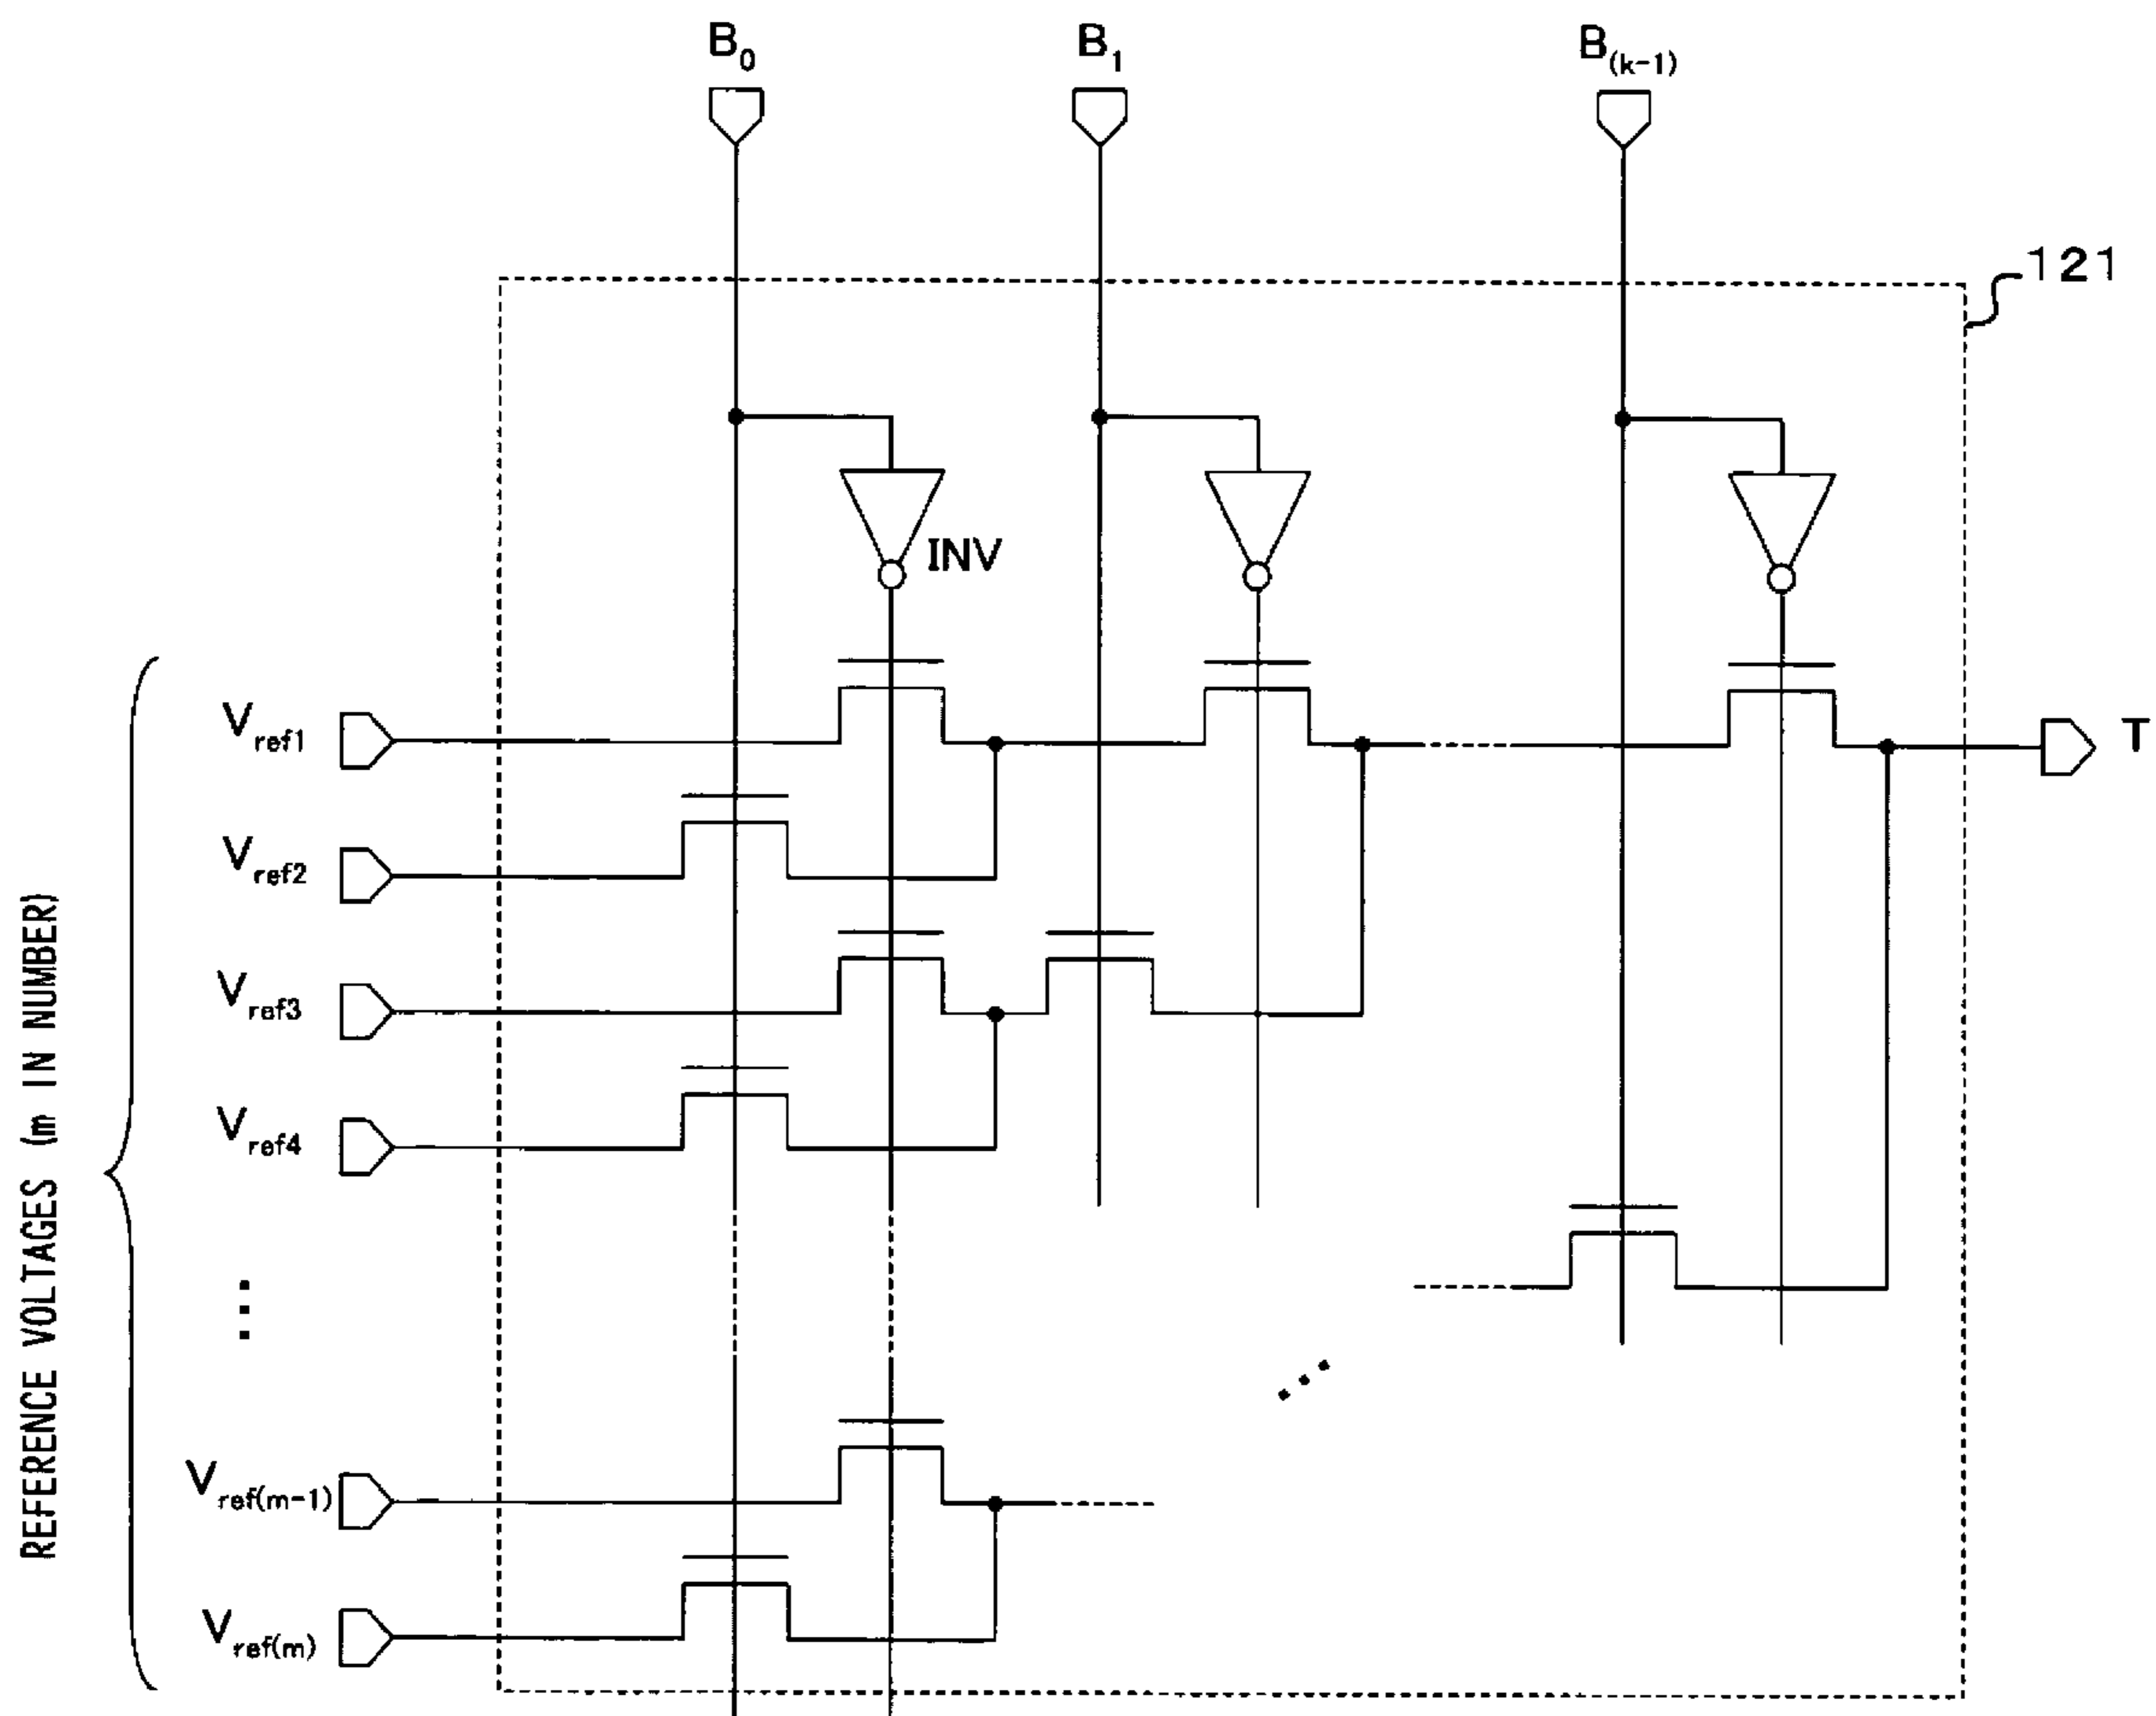 B0
B1
B(k-1)
121
INV
Vref1
T
Vref2
Vref3
Vref4
Vref(m-1)
Vref(m)
REFERENCE VOLTAGES (m IN NUMBER)